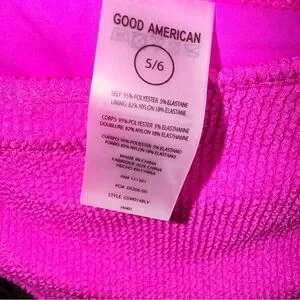 GOOD AMERICAN
5/6
SELF: 95% POLYESTER 5% ELASTANE
LINING: 82% NYLON 18% ELASTANE
CORPS: 95% POLYESTER 5% ELASTHANNE
DOUBLURE: 82% NYLON 18% ELASTHANNE
CUERPO: 95% POLIESTER 5% ELASTANO
FORRO: 82% NYLON 18% ELASTANO
MADE IN CHINA
FABRIQUE EN CHINE
HECHO EN CHINA